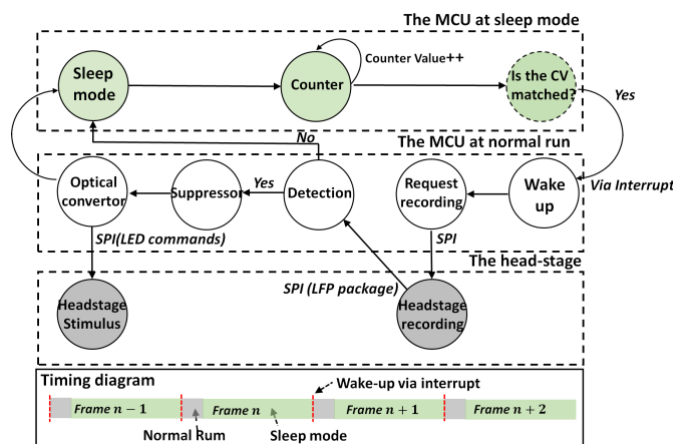 The MCU at sleep mode
Counter Value++
Sleep
mode
Counter
Is the CV
matched?
Yes
No
The MCU at normal run
Optical
convertor
Suppressor
Yes
Detection
Request
recording
Wake
up
Via Interrupt
SPI(LED commands)
SPI
The head-stage
SPI (LFP package)
Headstage
Stimulus
Headstage
recording
Timing diagram
Wake-up via interrupt
Frame n − 1
Frame n
Frame n + 1
Frame n + 2
Normal Rum
Sleep mode